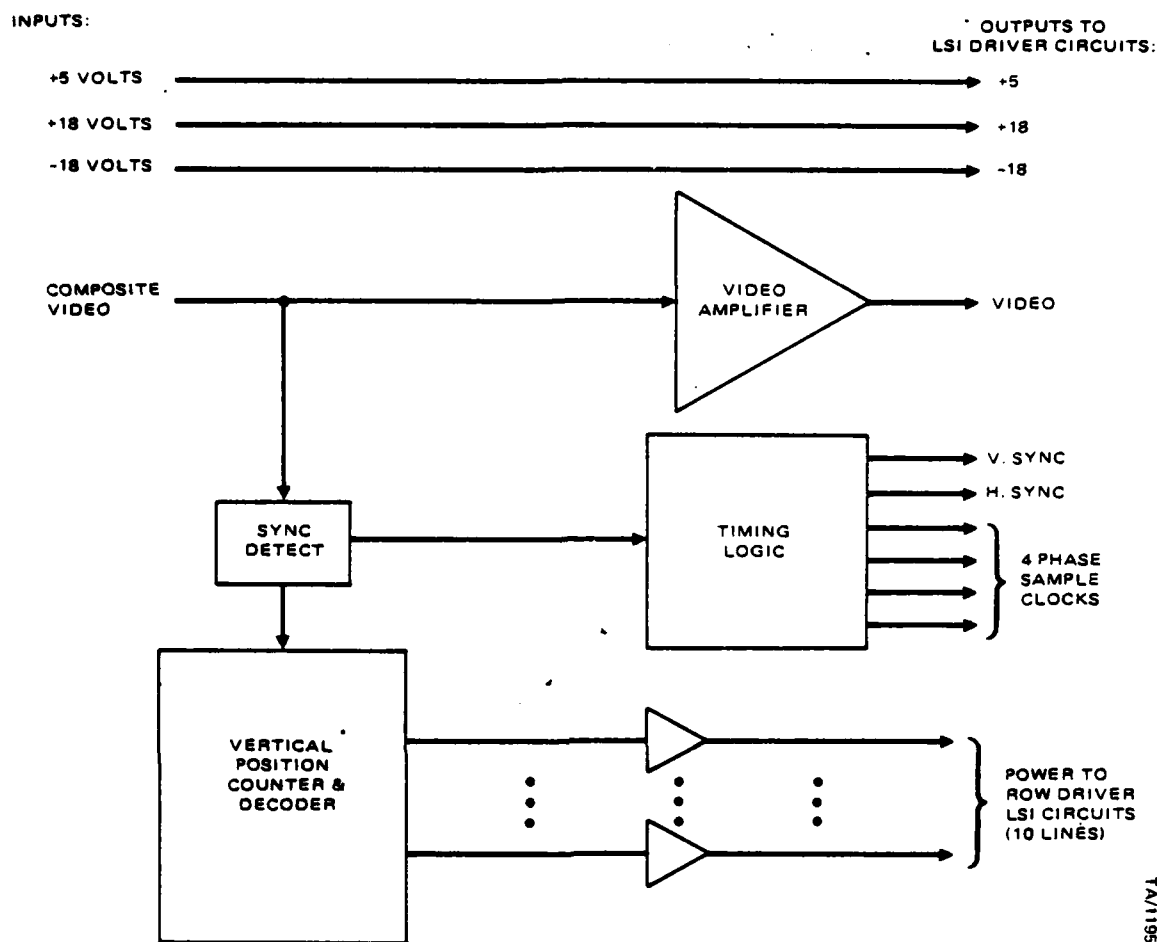 INPUTS:
OUTPUTS TO
LSI DRIVER CIRCUITS:
+5 VOLTS
+5
+18 VOLTS
+18
-18 VOLTS
-18
COMPOSITE
VIDEO
VIDEO
AMPLIFIER
VIDEO
SYNC
DETECT
TIMING
LOGIC
V. SYNC
H. SYNC
4 PHASE
SAMPLE
CLOCKS
VERTICAL
POSITION
COUNTER &
DECODER
POWER TO
ROW DRIVER
LSI CIRCUITS
(10 LINES)
TA/1195